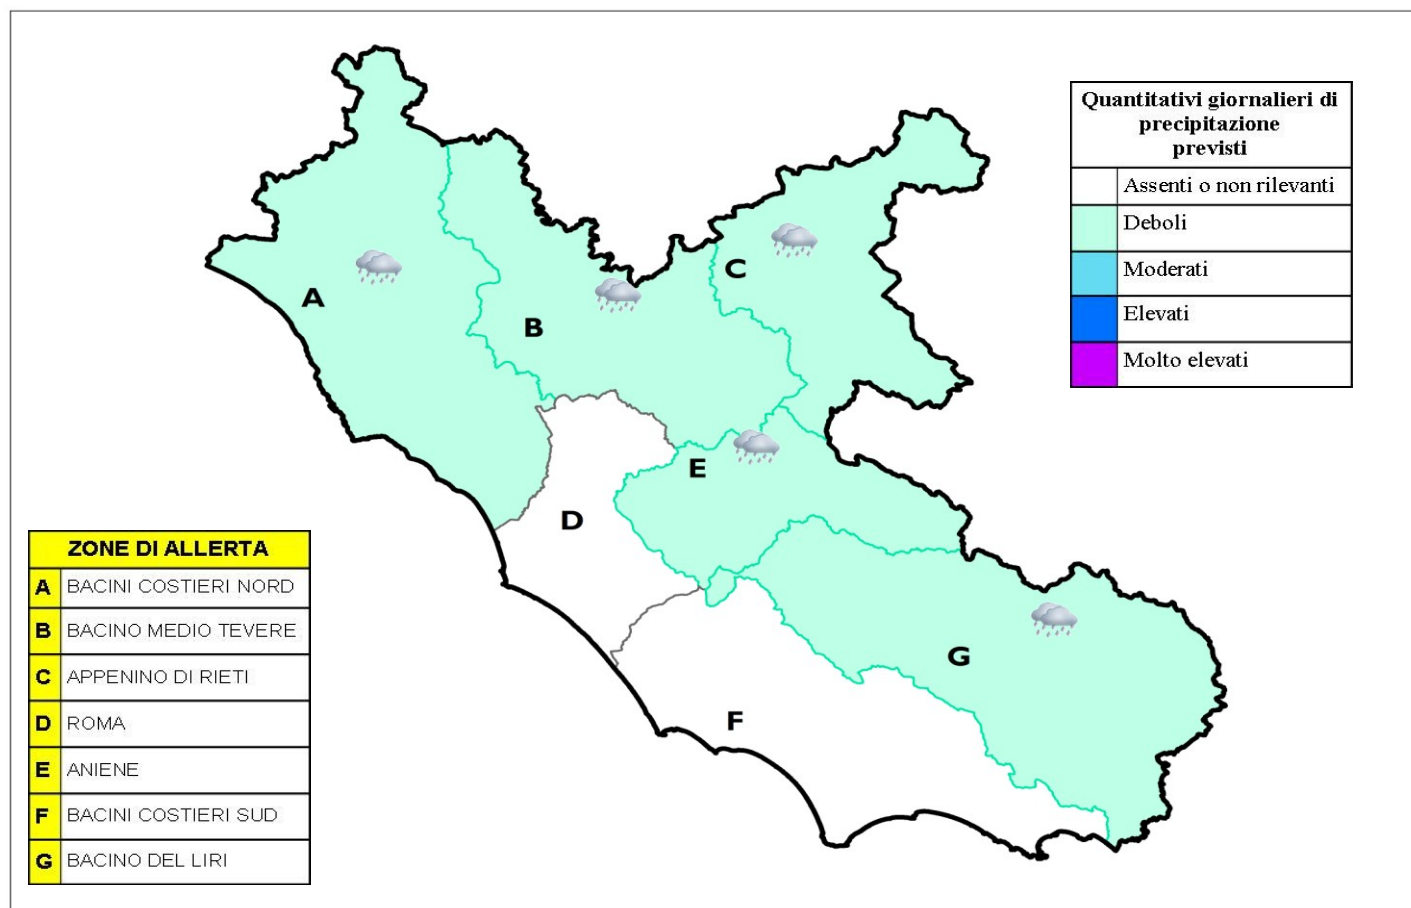 Quantitativi giornalieri di
precipitazione
previsti
Assenti o non rilevanti
Deboli
Moderati
Elevati
Molto elevati
A
B
C
D
E
F
G
ZONE DI ALLERTA
A BACINI COSTIERI NORD
B BACINO MEDIO TEVERE
C APPENINO DI RIETI
D ROMA
E ANIENE
F BACINI COSTIERI SUD
G BACINO DEL LIRI